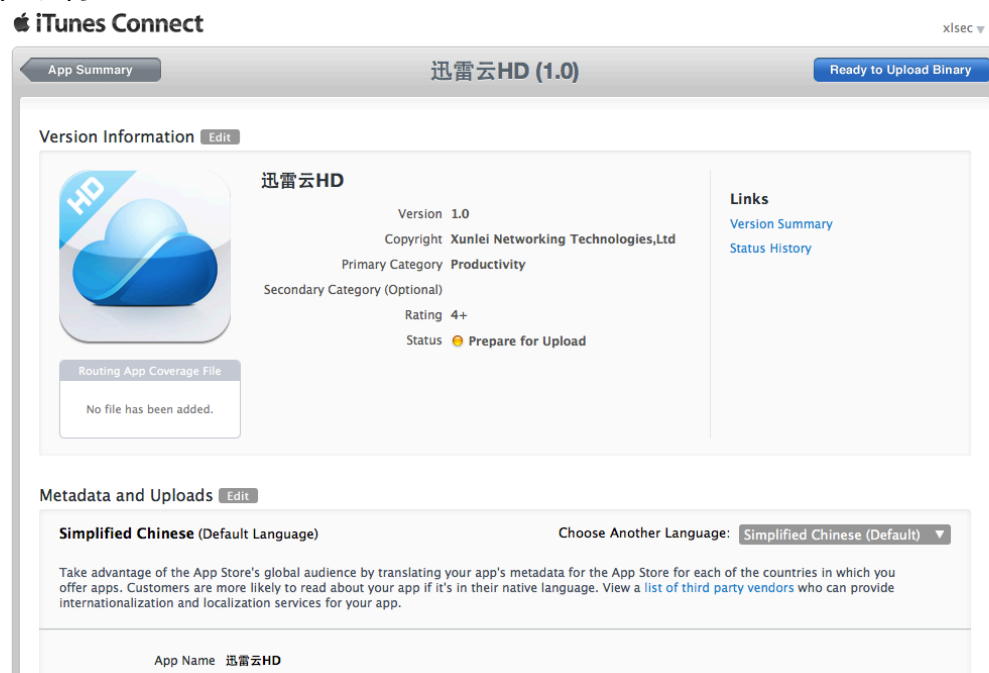 iTunes Connect
xlsec
App Summary
迅雷云HD (1.0)
Ready to Upload Binary
Version Information Edit
HD
迅雷云HD
Version 1.0
Copyright Xunlei Networking Technologies,Ltd
Primary Category Productivity
Secondary Category (Optional)
Rating 4+
Status Prepare for Upload
Links
Version Summary
Status History
Routing App Coverage File
No file has been added.
Metadata and Uploads Edit
Simplified Chinese (Default Language)
Choose Another Language: Simplified Chinese (Default)
Take advantage of the App Store's global audience by translating your app's metadata for the App Store for each of the countries in which you
offer apps. Customers are more likely to read about your app if it's in their native language. View a list of third party vendors who can provide
internationalization and localization services for your app.
App Name 迅雷云HD